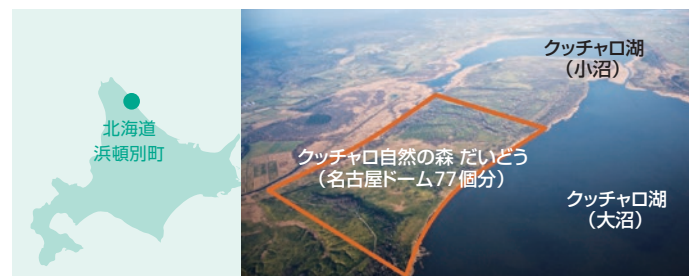 北海道
浜頓別町
クッチャロ湖
（小沼）
クッチャロ自然の森 だいどう
（名古屋ドーム77個分）
クッチャロ湖
（大沼）